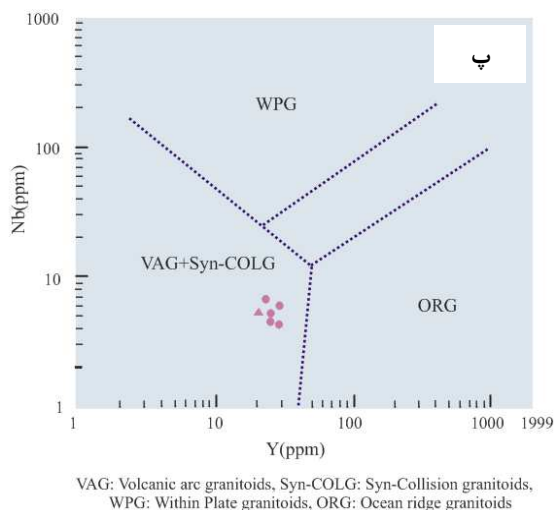 1000
پ
WPG
100
Nb(ppm)
VAG+Syn-COLG
10
ORG
1
1
10
100
1000
1999
Y(ppm)
VAG: Volcanic arc granitoids, Syn-COLG: Syn-Collision granitoids,
WPG: Within Plate granitoids, ORG: Ocean ridge granitoids